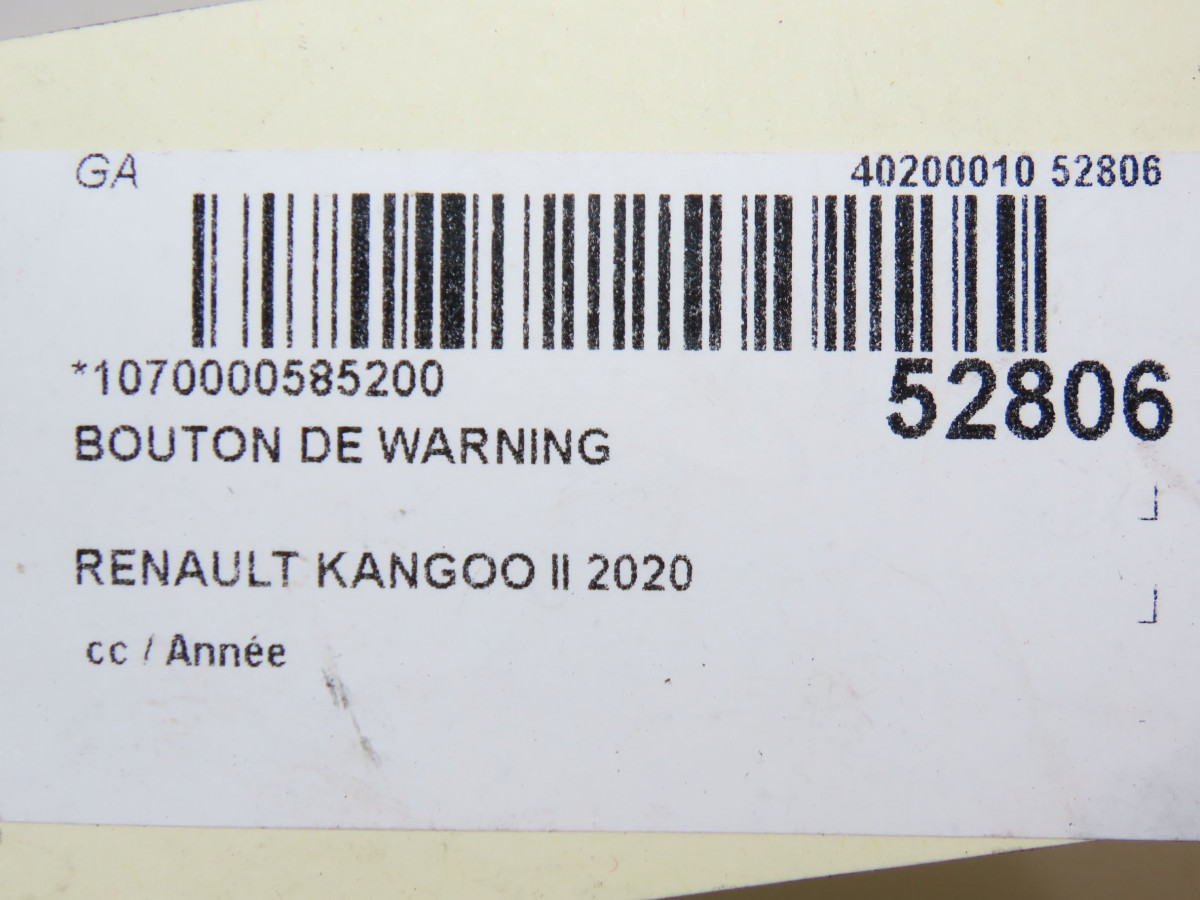 GA 40200010 52806
*1070000585200
52806
BOUTON DE WARNING
RENAULT KANGOO II 2020
cc / Année